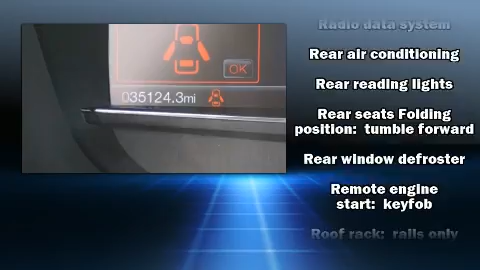 Radio data system
Rear air conditioning
Rear reading lights
Rear seats Folding
position: tumble forward
Rear window defroster
Remote engine
start: keyfob
Roof rack: rails only
OK
035124.3mi